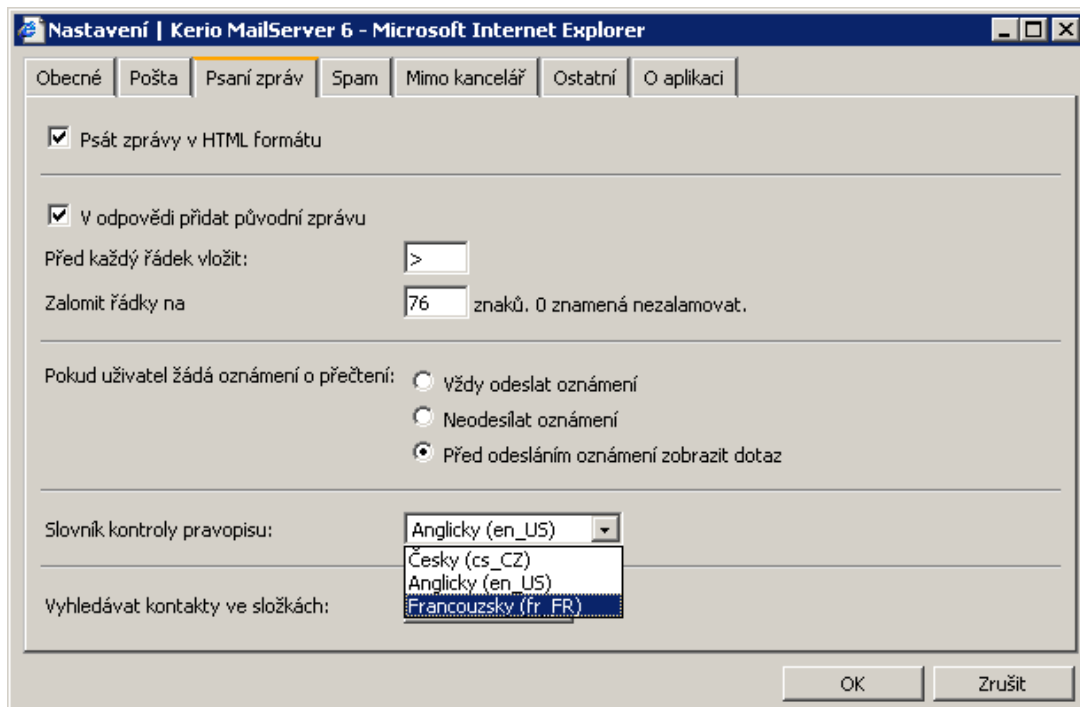 Nastavení | Kerio MailServer 6 - Microsoft Internet Explorer
Obecné Pošta Psaní zpráv Spam Mimo kancelář Ostatní O aplikaci
Psát zprávy v HTML formátu
V odpovědi přidat původní zprávu
Před každý řádek vložit: >
Zalomit řádky na 76 znaků. 0 znamená nezalamovat.
Pokud uživatel žádá oznámení o přečtení:
Vždy odeslat oznámení
Neodesílat oznámení
Před odesláním oznámení zobrazit dotaz
Slovník kontroly pravopisu: Anglicky (en_US)
Česky (cs_CZ)
Anglicky (en_US)
Francouzsky (fr_FR)
Vyhledávat kontakty ve složkách:
OK Zrušit